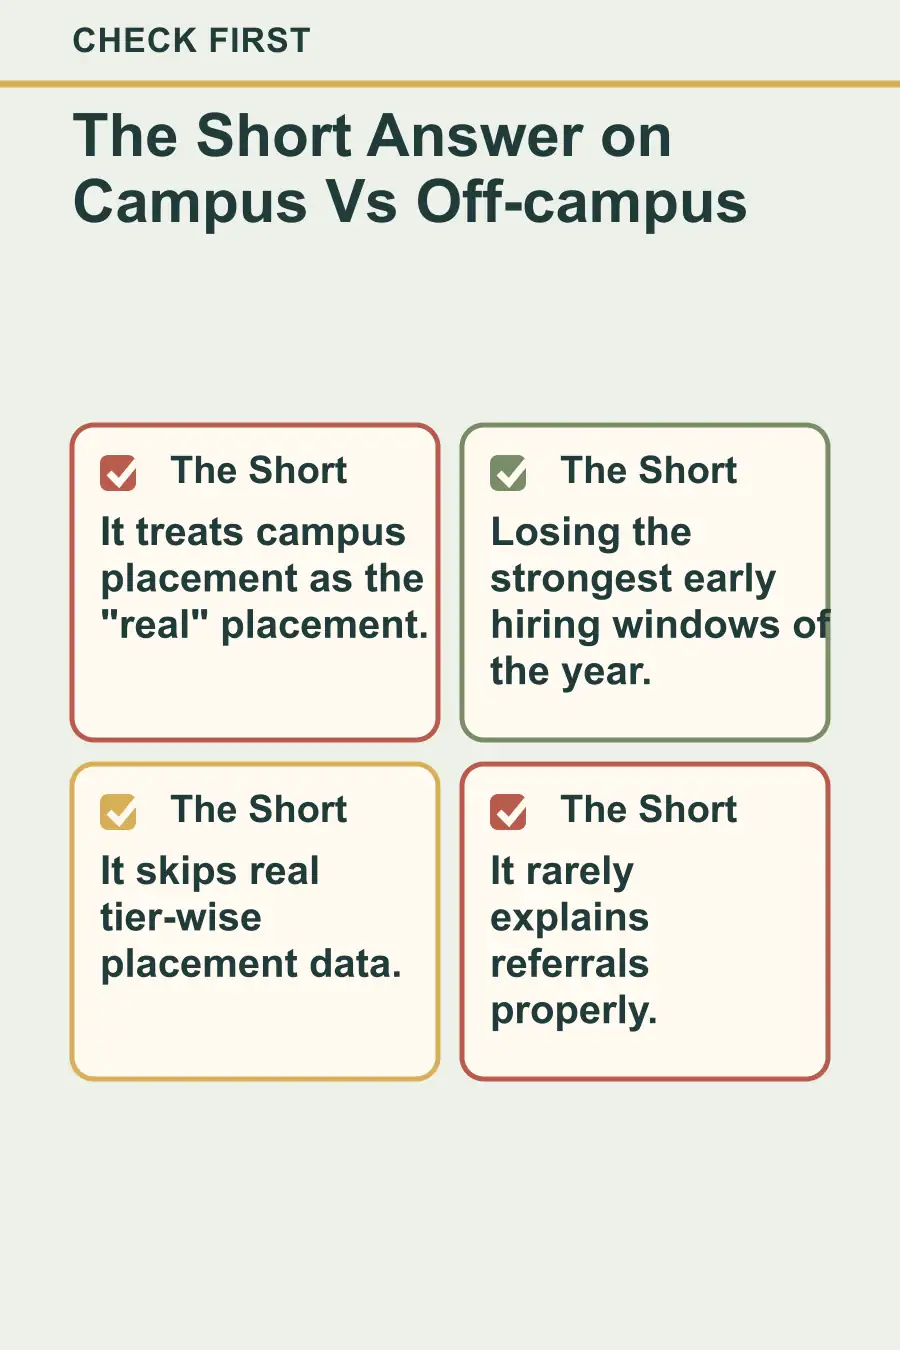 CHECK FIRST
The Short Answer on
Campus Vs Off-campus
The Short
It treats campus
placement as the
"real" placement.
The Short
Losing the
strongest early
hiring windows of
the year.
The Short
It skips real
tier-wise
placement data.
The Short
It rarely
explains
referrals
properly.